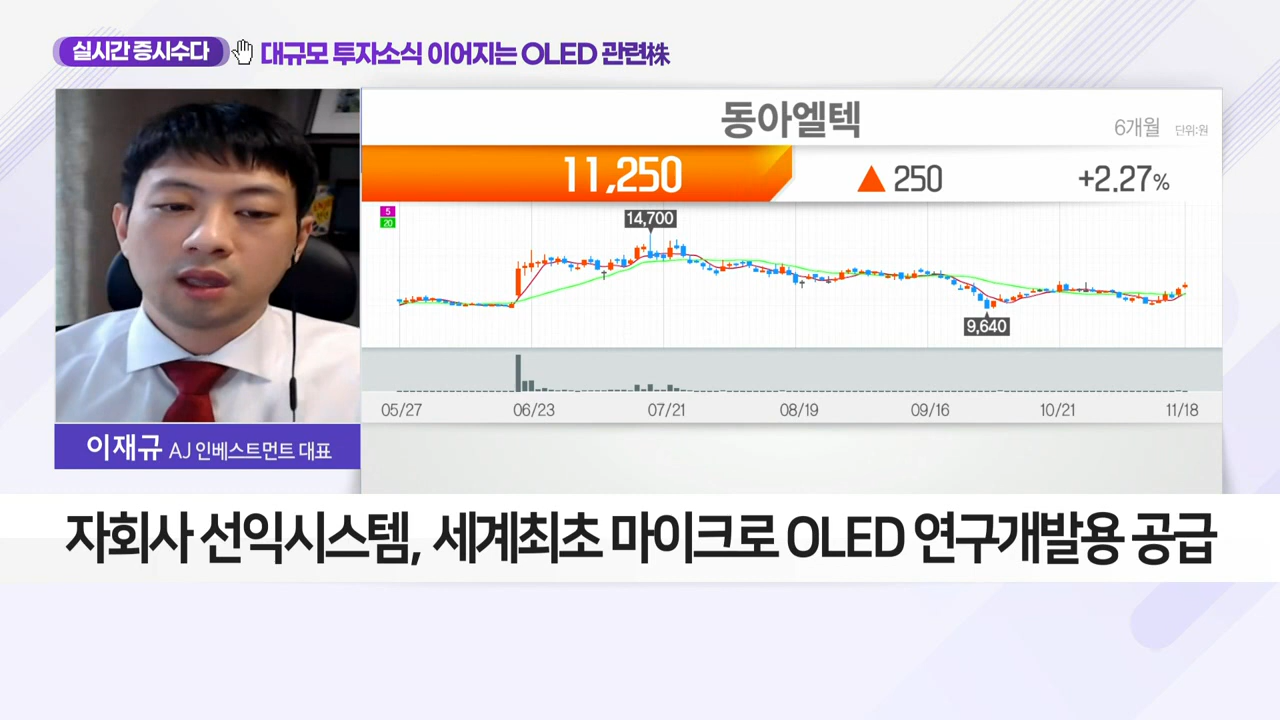 실시간 증시수다 대규모 투자소식 이어지는 OLED 관련株
동아엘텍
6개월 단위:원
11,250 ▲ 250 +2.27%
5
20
14,700
9,640
05/27 06/23 07/21 08/19 09/16 10/21 11/18
이재규 AJ 인베스트먼트 대표
자회사 선익시스템, 세계최초 마이크로 OLED 연구개발용 공급